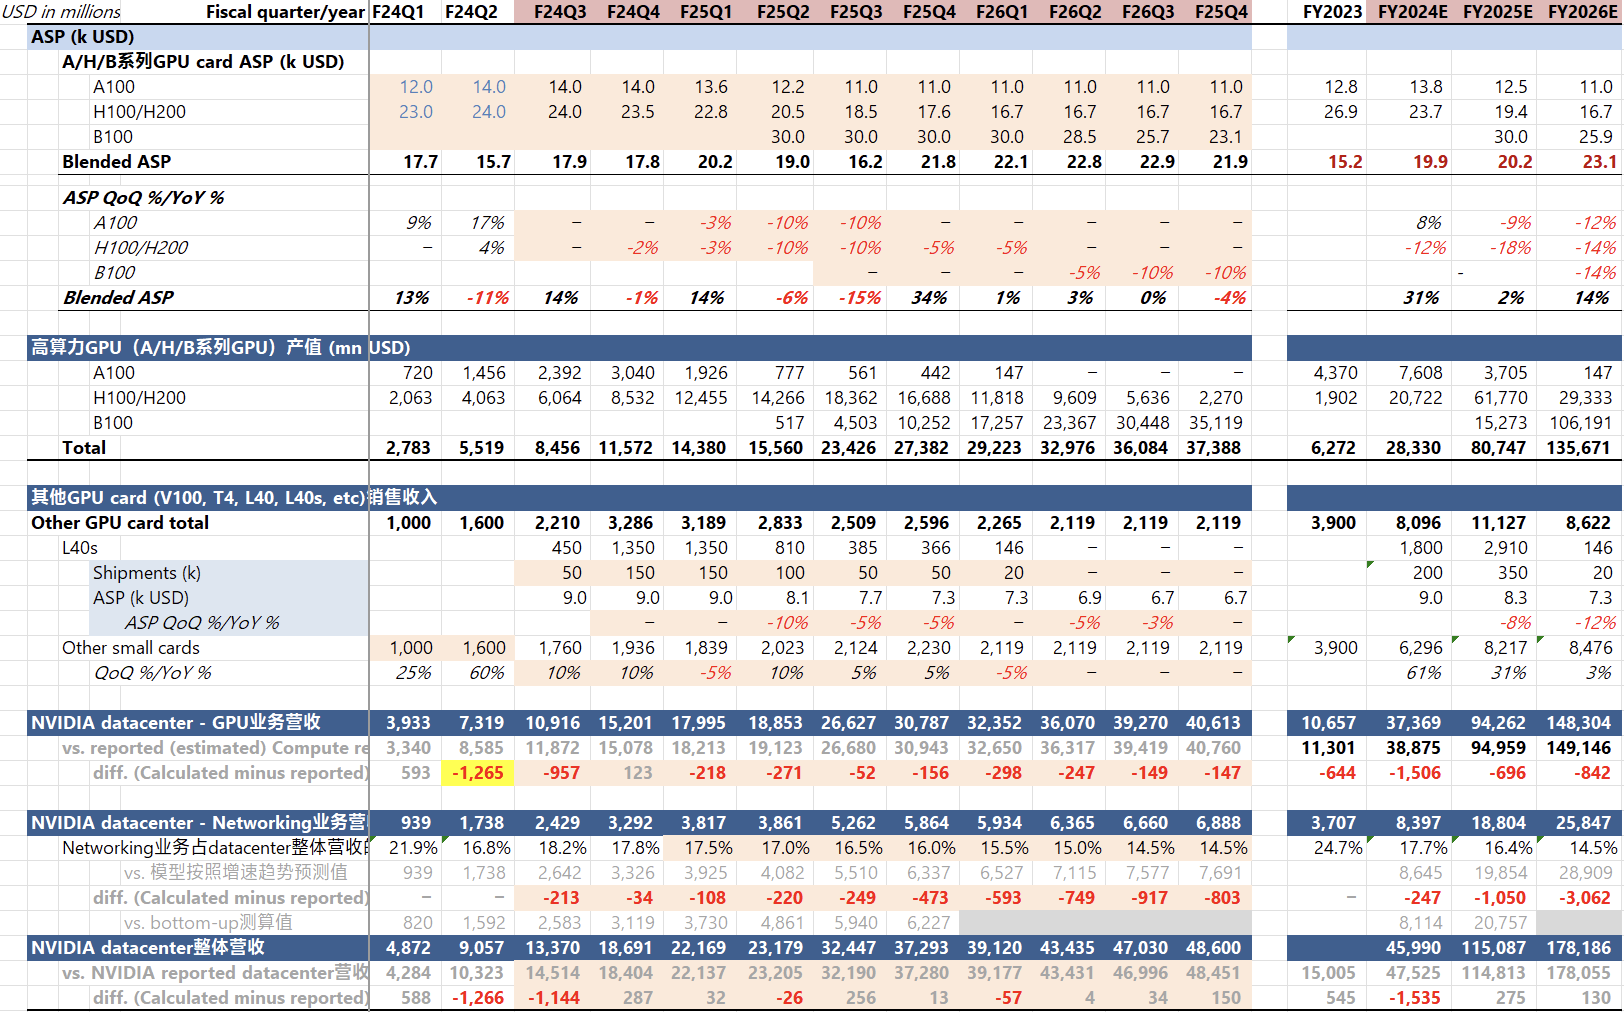 USD in millions Fiscal quarter/year F24Q1 F24Q2 F24Q3 F24Q4 F25Q1 F25Q2 F25Q3 F25Q4 F26Q1 F26Q2 F26Q3 F25Q4 FY2023 FY2024E FY2025E FY2026E
ASP (k USD)
A/H/B系列GPU card ASP (k USD)
A100 12.0 14.0 14.0 14.0 13.6 12.2 11.0 11.0 11.0 11.0 11.0 11.0 12.8 13.8 12.5 11.0
H100/H200 23.0 24.0 24.0 23.5 22.8 20.5 18.5 17.6 16.7 16.7 16.7 16.7 26.9 23.7 19.4 16.7
B100 30.0 30.0 30.0 30.0 28.5 25.7 23.1 30.0 25.9
Blended ASP 17.7 15.7 17.9 17.8 20.2 19.0 16.2 21.8 22.1 22.8 22.9 21.9 15.2 19.9 20.2 23.1
ASP QoQ %/YoY %
A100 9% 17% – – -3% -10% -10% – – – – – 8% -9% -12%
H100/H200 – 4% – -2% -3% -10% -10% -5% -5% – – – -12% -18% -14%
B100 – – – -5% -10% -10% - -14%
Blended ASP 13% -11% 14% -1% 14% -6% -15% 34% 1% 3% 0% -4% 31% 2% 14%
高算力GPU（A/H/B系列GPU）产值 (mn USD)
A100 720 1,456 2,392 3,040 1,926 777 561 442 147 – – – 4,370 7,608 3,705 147
H100/H200 2,063 4,063 6,064 8,532 12,455 14,266 18,362 16,688 11,818 9,609 5,636 2,270 1,902 20,722 61,770 29,333
B100 517 4,503 10,252 17,257 23,367 30,448 35,119 15,273 106,191
Total 2,783 5,519 8,456 11,572 14,380 15,560 23,426 27,382 29,223 32,976 36,084 37,388 6,272 28,330 80,747 135,671
其他GPU card (V100, T4, L40, L40s, etc)销售收入
Other GPU card total 1,000 1,600 2,210 3,286 3,189 2,833 2,509 2,596 2,265 2,119 2,119 2,119 3,900 8,096 11,127 8,622
L40s 450 1,350 1,350 810 385 366 146 – – – 1,800 2,910 146
Shipments (k) 50 150 150 100 50 50 20 – – – 200 350 20
ASP (k USD) 9.0 9.0 9.0 8.1 7.7 7.3 7.3 6.9 6.7 6.7 9.0 8.3 7.3
ASP QoQ %/YoY % – – -10% -5% -5% – -5% -3% – -8% -12%
Other small cards 1,000 1,600 1,760 1,936 1,839 2,023 2,124 2,230 2,119 2,119 2,119 2,119 3,900 6,296 8,217 8,476
QoQ %/YoY % 25% 60% 10% 10% -5% 10% 5% 5% -5% – – – 61% 31% 3%
NVIDIA datacenter - GPU业务营收 3,933 7,319 10,916 15,201 17,995 18,853 26,627 30,787 32,352 36,070 39,270 40,613 10,657 37,369 94,262 148,304
vs. reported (estimated) Compute re 3,340 8,585 11,872 15,078 18,213 19,123 26,680 30,943 32,650 36,317 39,419 40,760 11,301 38,875 94,959 149,146
diff. (Calculated minus reported) 593 -1,265 -957 123 -218 -271 -52 -156 -298 -247 -149 -147 -644 -1,506 -696 -842
NVIDIA datacenter - Networking业务营 939 1,738 2,429 3,292 3,817 3,861 5,262 5,864 5,934 6,365 6,660 6,888 3,707 8,397 18,804 25,847
Networking业务占datacenter整体营收的 21.9% 16.8% 18.2% 17.8% 17.5% 17.0% 16.5% 16.0% 15.5% 15.0% 14.5% 14.5% 24.7% 17.7% 16.4% 14.5%
vs. 模型按照增速趋势预测值 939 1,738 2,642 3,326 3,925 4,082 5,510 6,337 6,527 7,115 7,577 7,691 8,645 19,854 28,909
diff. (Calculated minus reported) – – -213 -34 -108 -220 -249 -473 -593 -749 -917 -803 – -247 -1,050 -3,062
vs. bottom-up测算值 820 1,592 2,583 3,119 3,730 4,861 5,940 6,227 8,114 20,757
NVIDIA datacenter整体营收 4,872 9,057 13,370 18,691 22,169 23,179 32,447 37,293 39,120 43,435 47,030 48,600 45,990 115,087 178,186
vs. NVIDIA reported datacenter营收 4,284 10,323 14,514 18,404 22,137 23,205 32,190 37,280 39,177 43,431 46,996 48,451 15,005 47,525 114,813 178,055
diff. (Calculated minus reported) 588 -1,266 -1,144 287 32 -26 256 13 -57 4 34 150 545 -1,535 275 130